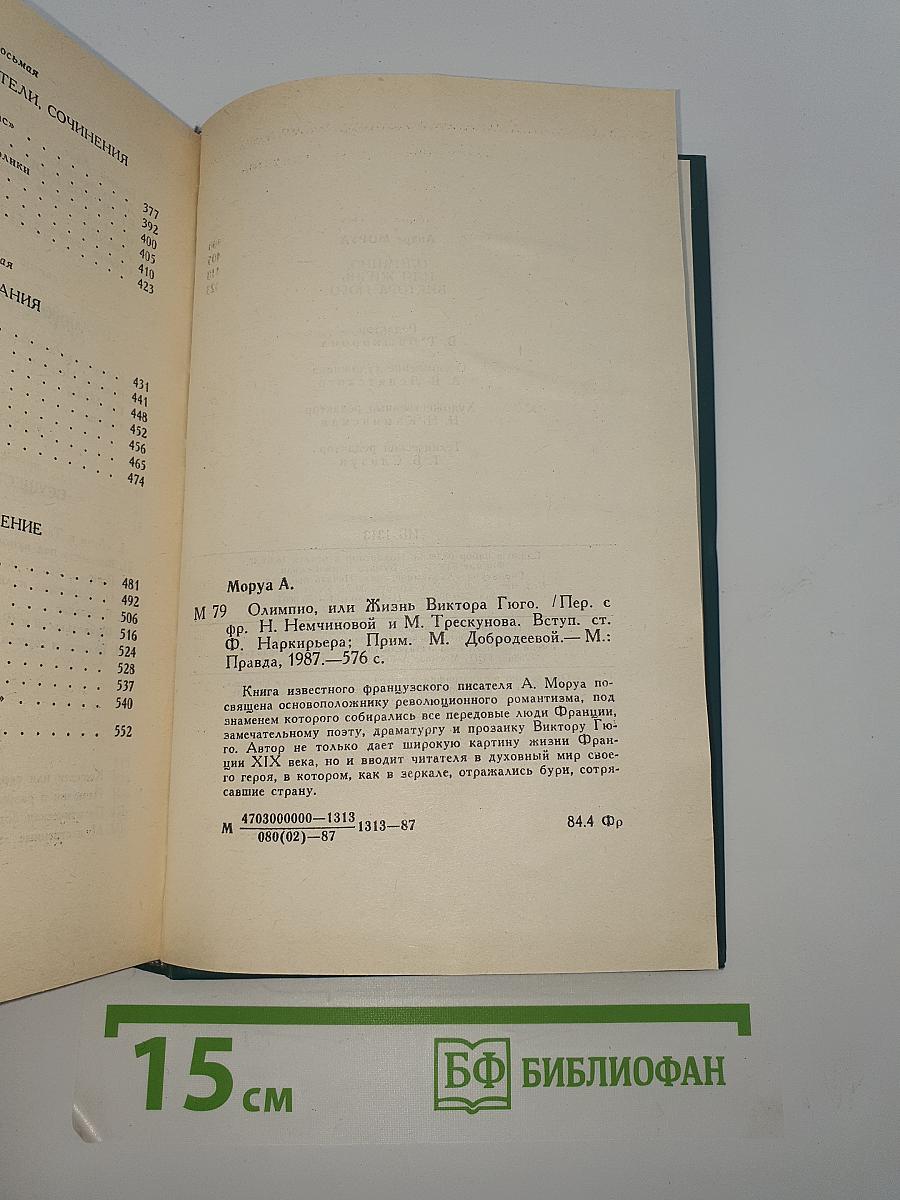 осьмая
ТЕЛИ, СОЧИНЕНИЯ
377
392
400
405
410
423
АНИЯ
431
441
448
452
456
465
474
ЕНИЕ
481
492
506
516
524
528
537
540
552
Моруа А.
М 79 Олимпио, или Жизнь Виктора Гюго. /Пер. с
фр. Н. Немчиновой и М. Трескунова. Вступ. ст.
Ф. Наркирьера; Прим. М. Добродеевой.— М.:
Правда, 1987.—576 с.
Книга известного французского писателя А. Моруа по-
священа основоположнику революционного романтизма, под
знаменем которого собирались все передовые люди Франции,
замечательному поэту, драматургу и прозаику Виктору Гю-
го. Автор не только дает широкую картину жизни Фран-
ции XIX века, но и вводит читателя в духовный мир свое-
го героя, в котором, как в зеркале, отражались бури, сотря-
савшие страну.
М 4703000000—1313
080(02)—87
1313—87
84.4 Фр
15 см
БФ БИБЛИОФАН